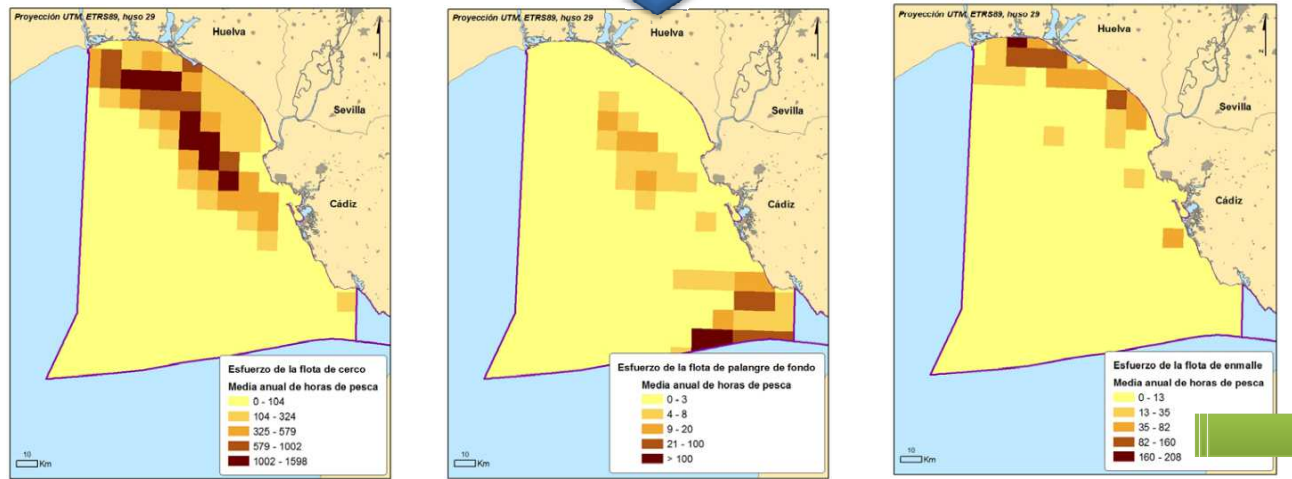 Proyección UTM, ETRS89, huso 29
Huelva
Sevilla
Cádiz
Esfuerzo de la flota de cerco
Media anual de horas de pesca
0 - 104
104 - 324
325 - 579
579 - 1002
1002 - 1598
10
Km
Proyección UTM, ETRS89, huso 29
Huelva
Sevilla
Cádiz
Esfuerzo de la flota de palangre de fondo
Media anual de horas de pesca
0 - 3
4 - 8
9 - 20
21 - 100
> 100
10
Km
Proyección UTM, ETRS89, huso 29
Huelva
Sevilla
Cádiz
Esfuerzo de la flota de enmalle
Media anual de horas de pesca
0 - 13
13 - 35
35 - 82
82 - 160
160 - 208
10
Km